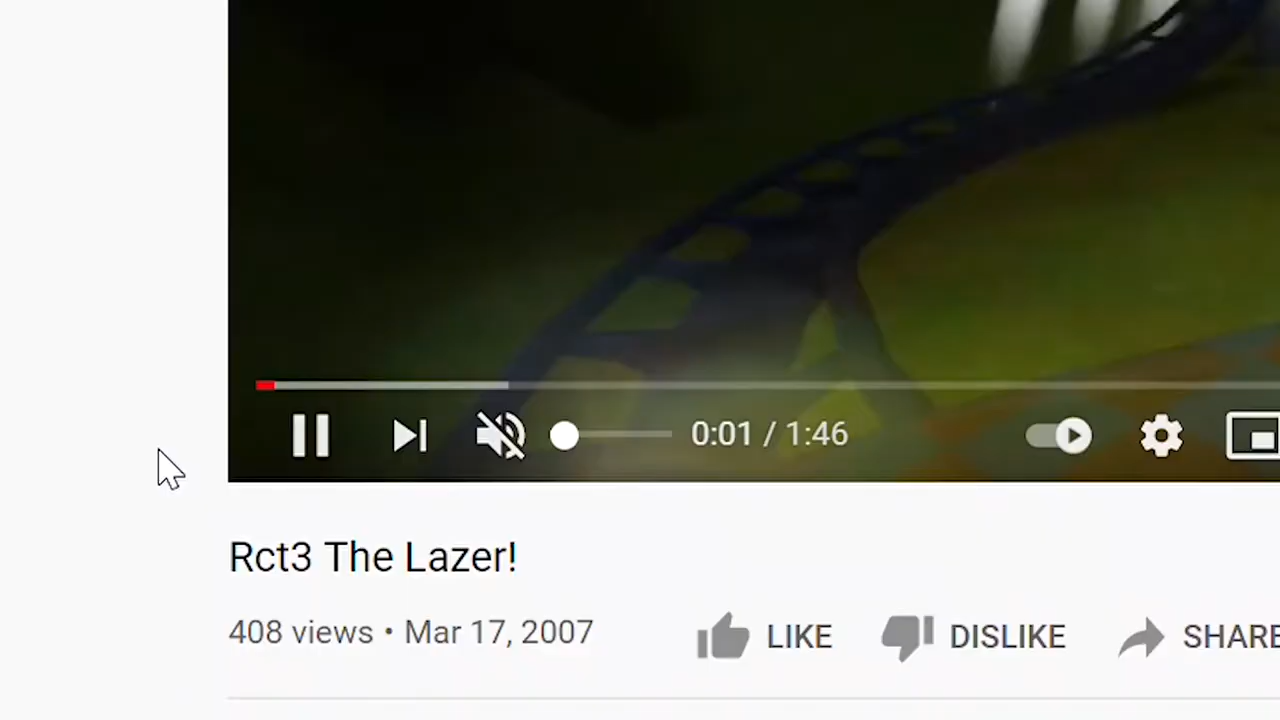 0:01 / 1:46
Rct3 The Lazer!
408 views • Mar 17, 2007 LIKE DISLIKE SHARE